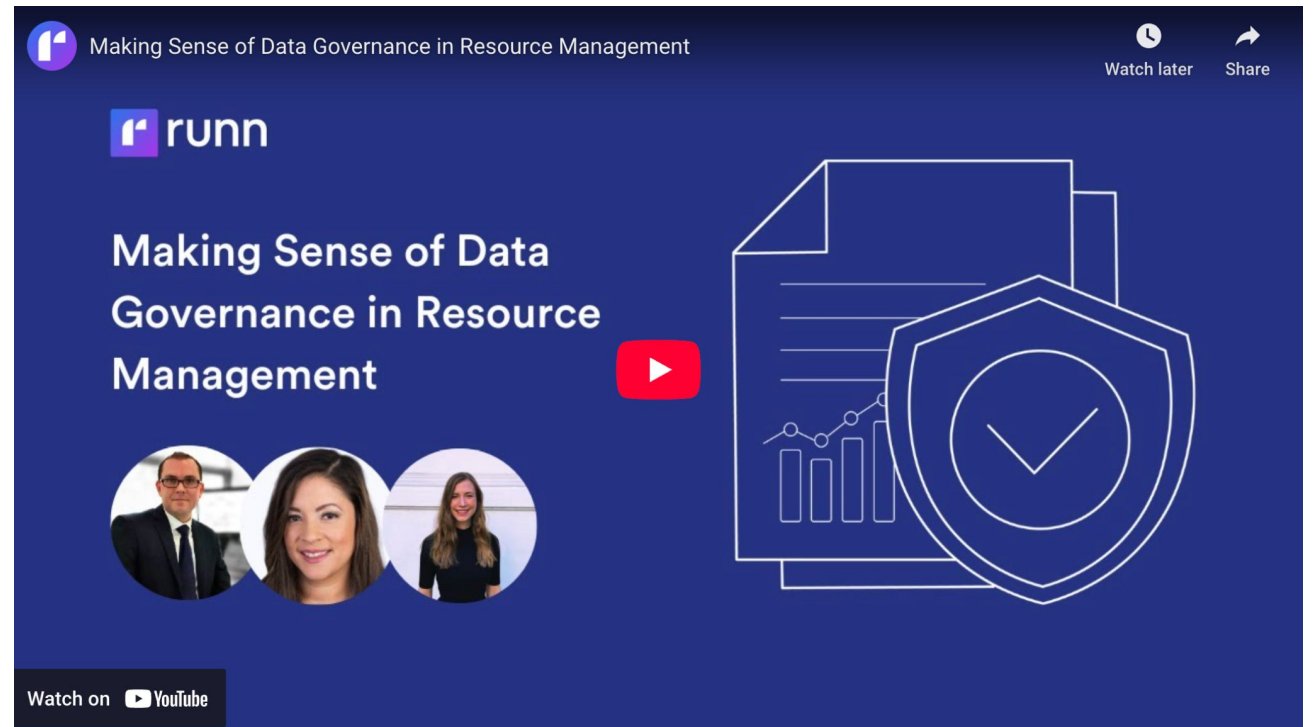 Making Sense of Data Governance in Resource Management
Watch later
Share
runn
Making Sense of Data
Governance in Resource
Management
Watch on YouTube